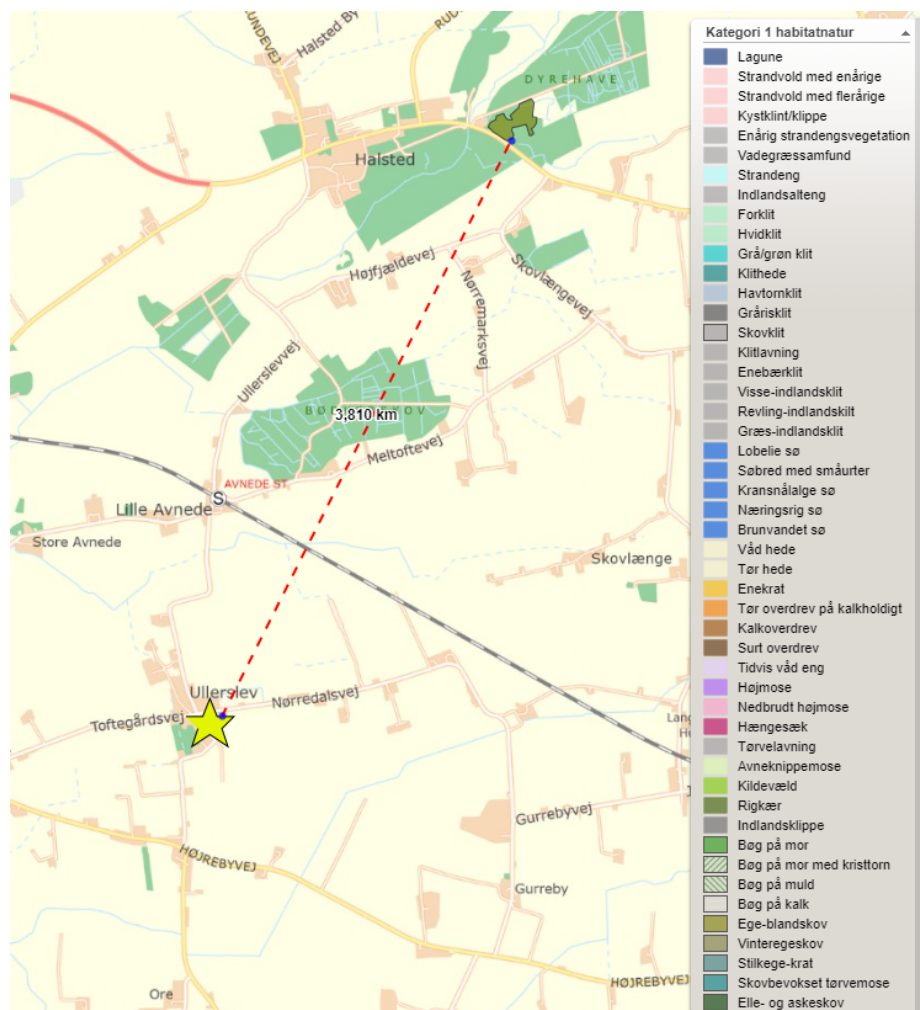 Halsted By
DYREHAVE
Halsted
Højfjældevej
Skovlængevej
Nørremarksvej
Ullerslevvej
3,810 km
Meltoftevej
AVNEDE ST.
S
Lille Avnede
Store Avnede
Skovlænge
Ullerslev
Nørredalsvej
Toftegårdsvej
Gurrebyvej
HØJREBYVEJ
Gurreby
HØJREBYVEJ
Ore
Kategori 1 habitatnatur
Lagune
Strandvold med enårige
Strandvold med flerårige
Kystklint/klippe
Enårig strandengsvegetation
Vadegræssamfund
Strandeng
Indlandsalteng
Forklit
Hvidklit
Grå/grøn klit
Klithede
Havtornklit
Grårisklit
Skovklit
Klitlavning
Enebærklit
Visse-indlandsklit
Revling-indlandskilt
Græs-indlandsklit
Lobelie sø
Søbred med småurter
Kransnålalge sø
Næringsrig sø
Brunvandet sø
Våd hede
Tør hede
Enekrat
Tør overdrev på kalkholdigt
Kalkoverdrev
Surt overdrev
Tidvis våd eng
Højmose
Nedbrudt højmose
Hængesæk
Tørvelavning
Avneknippemose
Kildevæld
Rigkær
Indlandsklippe
Bøg på mor
Bøg på mor med kristtorn
Bøg på muld
Bøg på kalk
Ege-blandskov
Vinteregeskov
Stilkege-krat
Skovbevokset tørvemose
Elle- og askeskov